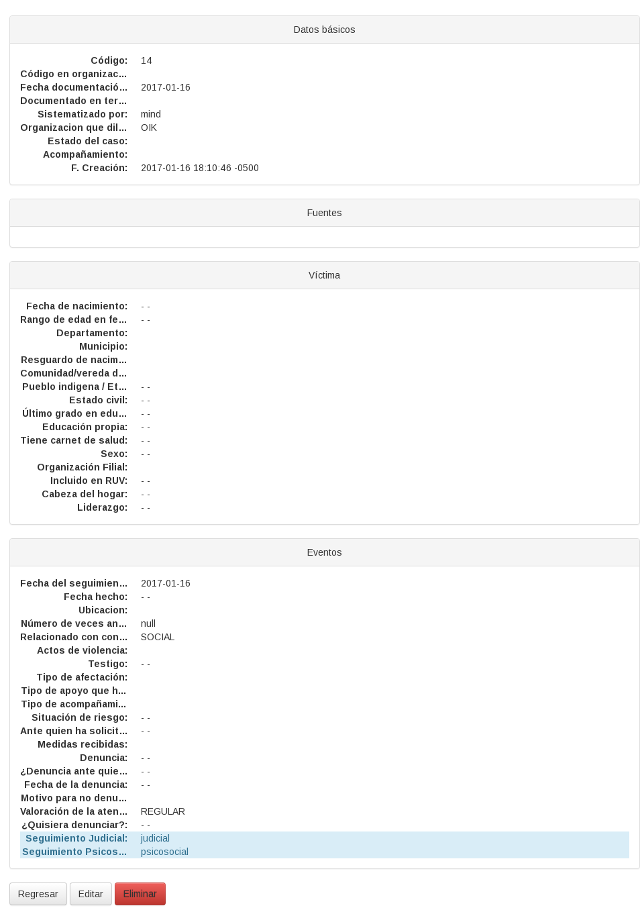 Datos básicos
Código: 14
Código en organizac...
Fecha documentació... 2017-01-16
Documentado en ter...
Sistematizado por: mind
Organizacion que dil... OIK
Estado del caso:
Acompañamiento:
F. Creación: 2017-01-16 18:10:46 -0500
Fuentes
Víctima
Fecha de nacimiento: - -
Rango de edad en fe... - -
Departamento:
Municipio:
Resguardo de nacim...
Comunidad/vereda d...
Pueblo indigena / Et... - -
Estado civil: - -
Último grado en edu... - -
Educación propia: - -
Tiene carnet de salud: - -
Sexo: - -
Organización Filial:
Incluido en RUV: - -
Cabeza del hogar: - -
Liderazgo: - -
Eventos
Fecha del seguimien... 2017-01-16
Fecha hecho: - -
Ubicacion:
Número de veces an... null
Relacionado con con... SOCIAL
Actos de violencia:
Testigo: - -
Tipo de afectación:
Tipo de apoyo que h...
Tipo de acompañami...
Situación de riesgo: - -
Ante quien ha solicit... - -
Medidas recibidas:
Denuncia: - -
¿Denuncia ante quie... - -
Fecha de la denuncia: - -
Motivo para no denu...
Valoración de la aten... REGULAR
¿Quisiera denunciar?: - -
Seguimiento Judicial: judicial
Seguimiento Psicos... psicosocial
Regresar Editar Eliminar